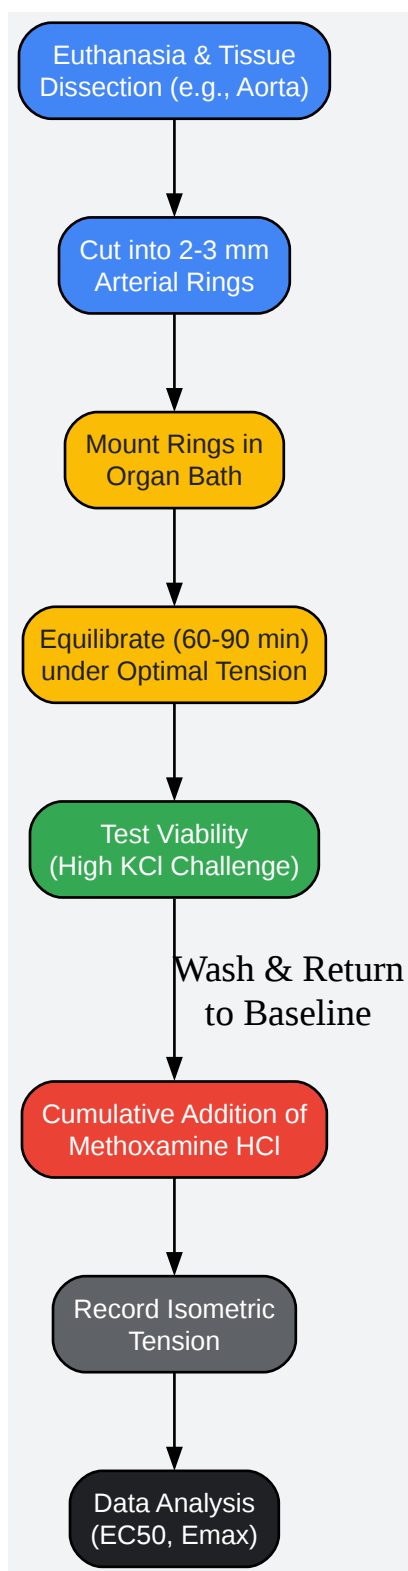 Euthanasia & Tissue
Dissection (e.g., Aorta)
Cut into 2-3 mm
Arterial Rings
Mount Rings in
Organ Bath
Equilibrate (60-90 min)
under Optimal Tension
Test Viability
(High KCl Challenge)
Wash & Return
to Baseline
Cumulative Addition of
Methoxamine HCl
Record Isometric
Tension
Data Analysis
(EC50, Emax)